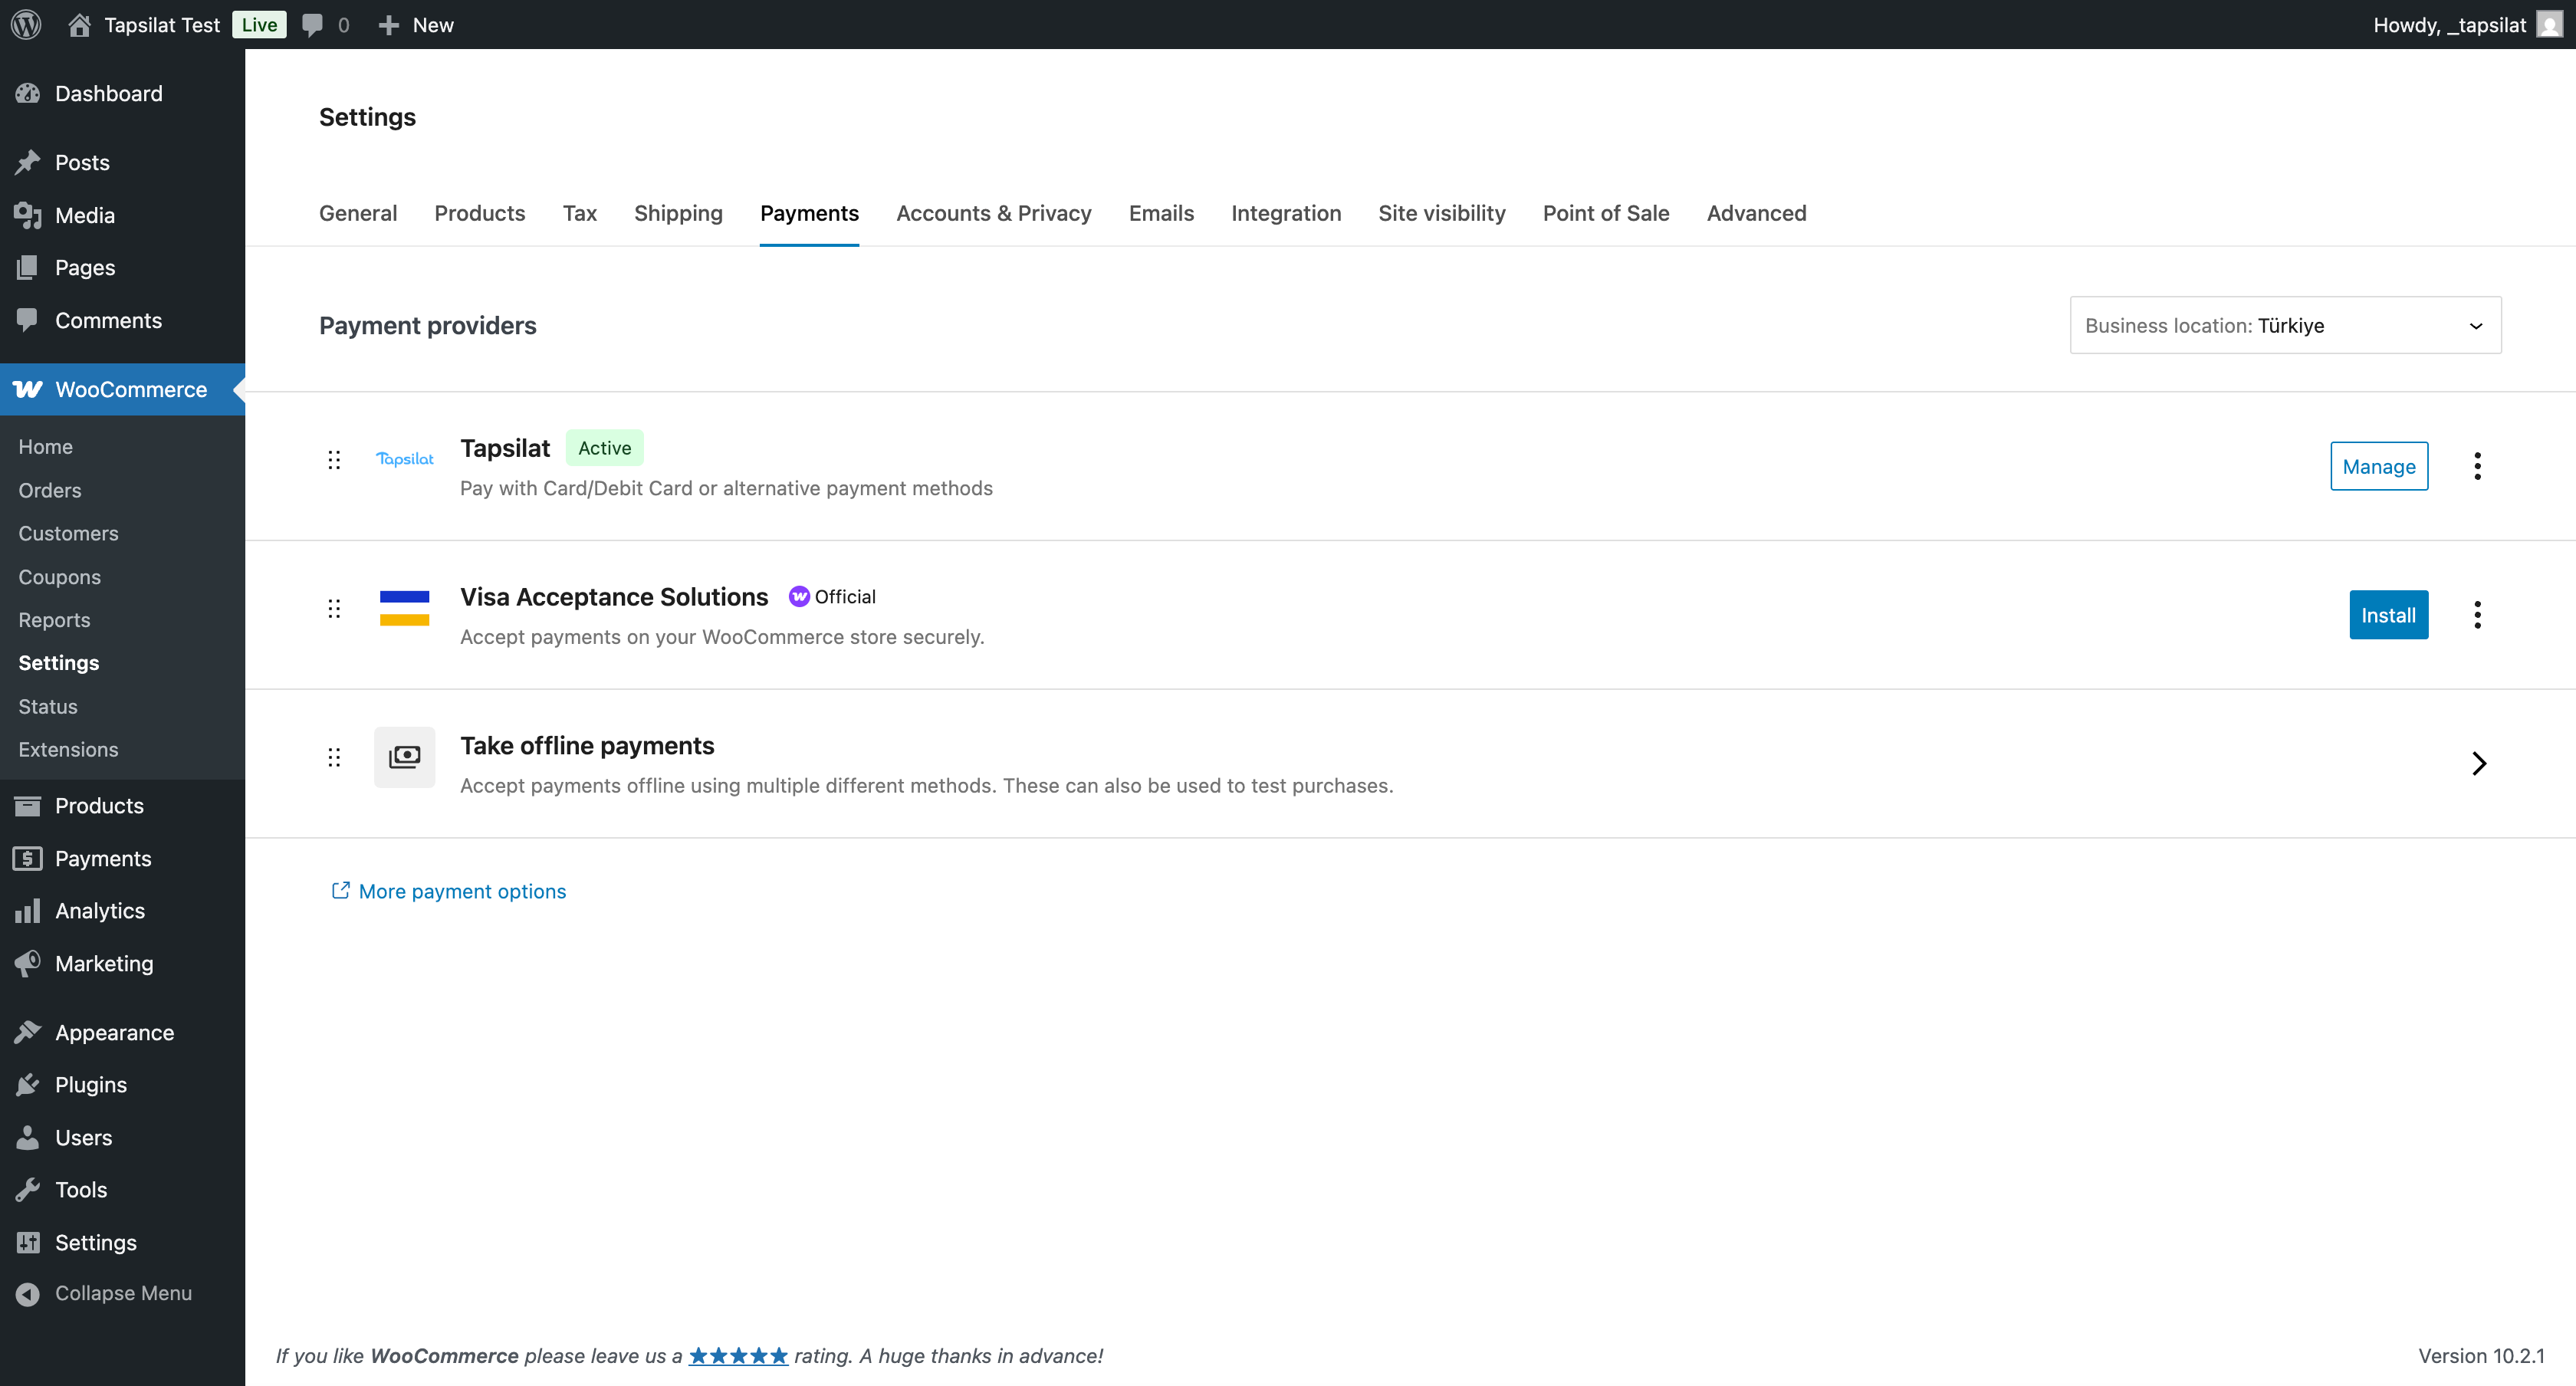 Tapsilat Test Live 0 New Howdy, _tapsilat
Dashboard
Posts
Media
Pages
Comments
WooCommerce
Home
Orders
Customers
Coupons
Reports
Settings
Status
Extensions
Products
Payments
Analytics
Marketing
Appearance
Plugins
Users
Tools
Settings
Collapse Menu
Settings
General Products Tax Shipping Payments Accounts & Privacy Emails Integration Site visibility Point of Sale Advanced
Payment providers Business location: Türkiye
Tapsilat Tapsilat Active
Pay with Card/Debit Card or alternative payment methods
Manage
Visa Acceptance Solutions Official
Accept payments on your WooCommerce store securely.
Install
Take offline payments
Accept payments offline using multiple different methods. These can also be used to test purchases.
More payment options
If you like WooCommerce please leave us a ★★★★★ rating. A huge thanks in advance! Version 10.2.1